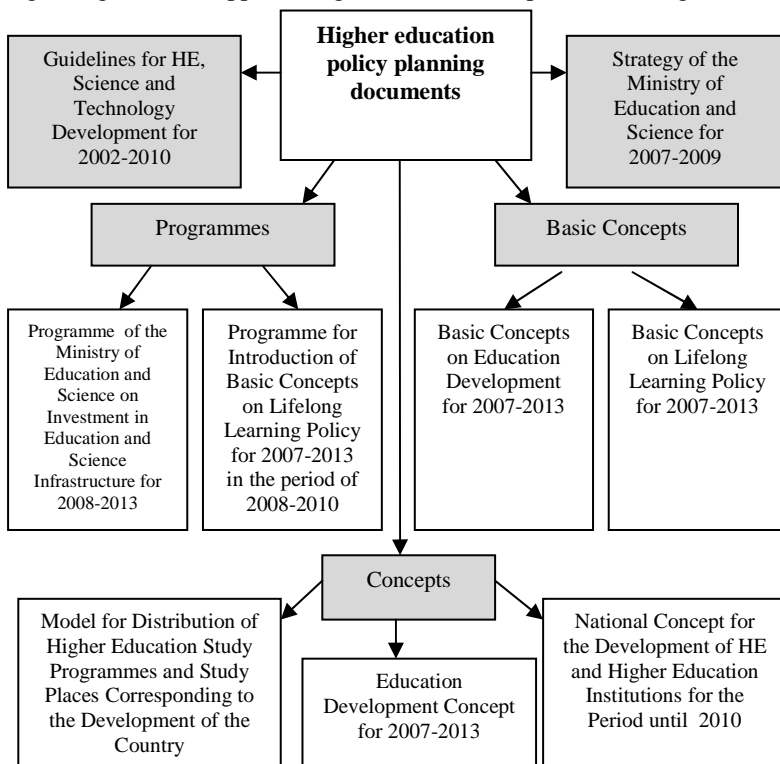 Higher education
policy planning
documents
Guidelines for HE,
Science and
Technology
Development for
2002-2010
Strategy of the
Ministry of
Education and
Science for
2007-2009
Programmes
Basic Concepts
Programme of the
Ministry of
Education and
Science on
Investment in
Education and
Science
Infrastructure for
2008-2013
Programme for
Introduction of
Basic Concepts
on Lifelong
Learning Policy
for 2007-2013
in the period of
2008-2010
Basic Concepts
on Education
Development
for 2007-2013
Basic Concepts
on Lifelong
Learning Policy
for 2007-2013
Concepts
Model for Distribution of
Higher Education Study
Programmes and Study
Places Corresponding to
the Development of the
Country
Education
Development Concept
for 2007-2013
National Concept for
the Development of HE
and Higher Education
Institutions for the
Period until 2010